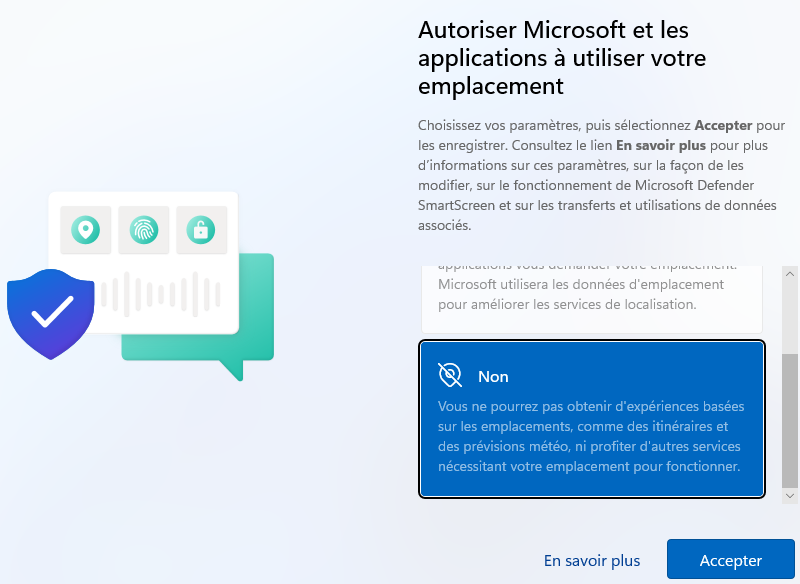 Autoriser Microsoft et les
applications à utiliser votre
emplacement
Choisissez vos paramètres, puis sélectionnez Accepter pour
les enregistrer. Consultez le lien En savoir plus pour plus
d'informations sur ces paramètres, sur la façon de les
modifier, sur le fonctionnement de Microsoft Defender
SmartScreen et sur les transferts et utilisations de données
associés.
applications vous demander votre emplacement.
Microsoft utilisera les données d'emplacement
pour améliorer les services de localisation.
Non
Vous ne pourrez pas obtenir d'expériences basées
sur les emplacements, comme des itinéraires et
des prévisions météo, ni profiter d'autres services
nécessitant votre emplacement pour fonctionner.
En savoir plus
Accepter